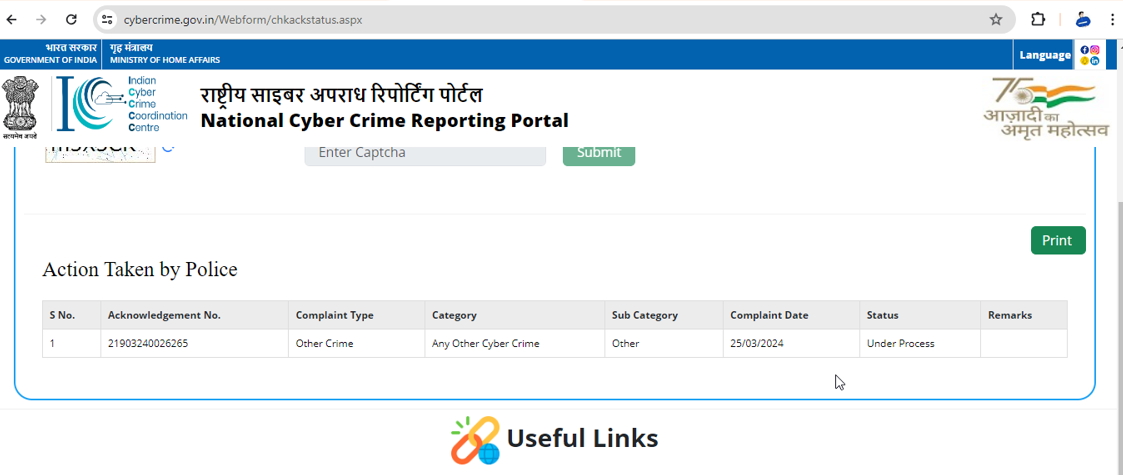 cybercrime.gov.in/Webform/chkackstatus.aspx
भारत सरकार
GOVERNMENT OF INDIA
गृह मंत्रालय
MINISTRY OF HOME AFFAIRS
Language
सत्यमेव जयते
Indian
Cyber
Crime
Coordination
Centre
राष्ट्रीय साइबर अपराध रिपोर्टिंग पोर्टल
National Cyber Crime Reporting Portal
75
आज़ादी का
अमृत महोत्सव
Enter Captcha
Submit
Print
Action Taken by Police
S No. Acknowledgement No. Complaint Type Category Sub Category Complaint Date Status Remarks
1 21903240026265 Other Crime Any Other Cyber Crime Other 25/03/2024 Under Process
Useful Links